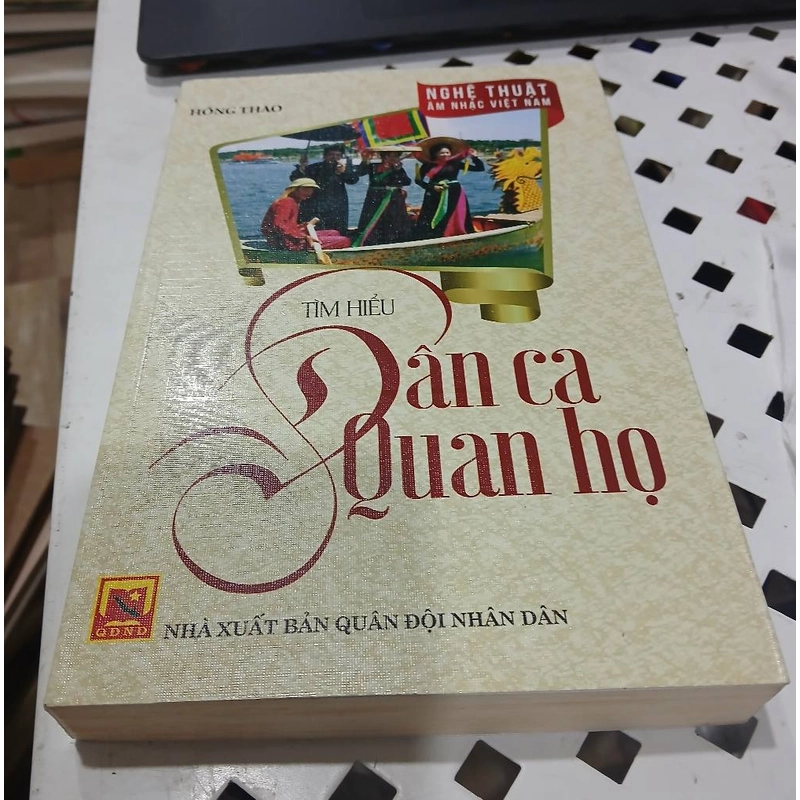 HỒNG THAO
NGHỆ THUẬT
ÂM NHẠC VIỆT NAM
TÌM HIỂU
Dân ca
Quan họ
QĐND
NHÀ XUẤT BẢN QUÂN ĐỘI NHÂN DÂN